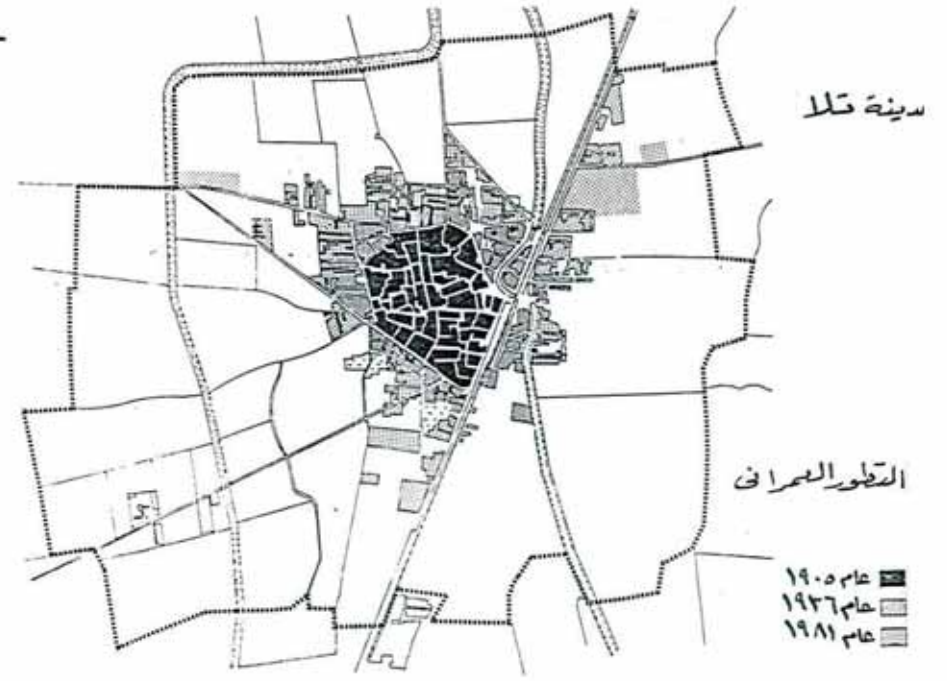 مدينة تلا
التطور العمرانى
عام ١٩٠٥
عام ١٩٣٦
عام ١٩٨١